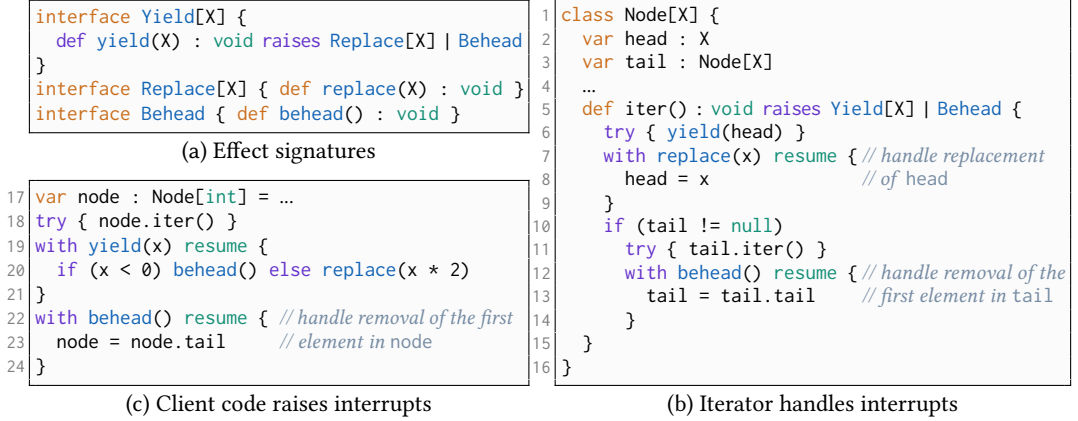 interface Yield[X] {
  def yield(X) : void raises Replace[X] | Behead
}
interface Replace[X] { def replace(X) : void }
interface Behead { def behead() : void }
(a) Effect signatures
17 var node : Node[int] = …
18 try { node.iter() }
19 with yield(x) resume {
20   if (x < 0) behead() else replace(x * 2)
21 }
22 with behead() resume { // handle removal of the first
23   node = node.tail // element in node
24 }
(c) Client code raises interrupts
1 class Node[X] {
2   var head : X
3   var tail : Node[X]
4   …
5   def iter() : void raises Yield[X] | Behead {
6     try { yield(head) }
7     with replace(x) resume { // handle replacement
8       head = x // of head
9     }
10     if (tail != null)
11       try { tail.iter() }
12       with behead() resume { // handle removal of the
13         tail = tail.tail // first element in tail
14       }
15   }
16 }
(b) Iterator handles interrupts